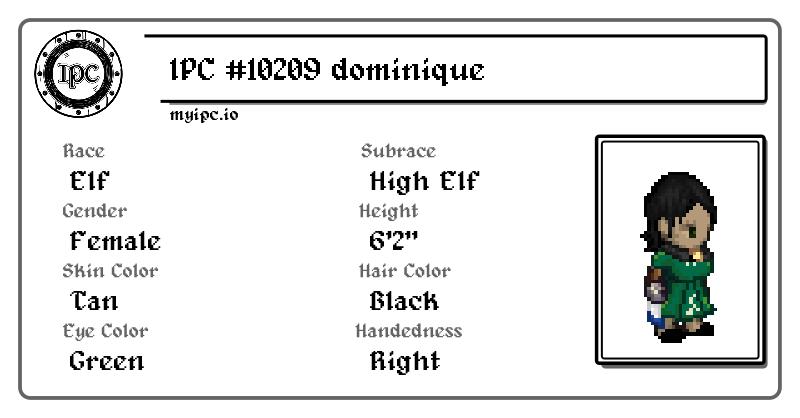 IPC
IPC #10209 dominique
myipc.io
Race
Subrace
Elf
High Elf
Gender
Height
Female
6'2"
Skin Color
Hair Color
Tan
Black
Eye Color
Handedness
Green
Right